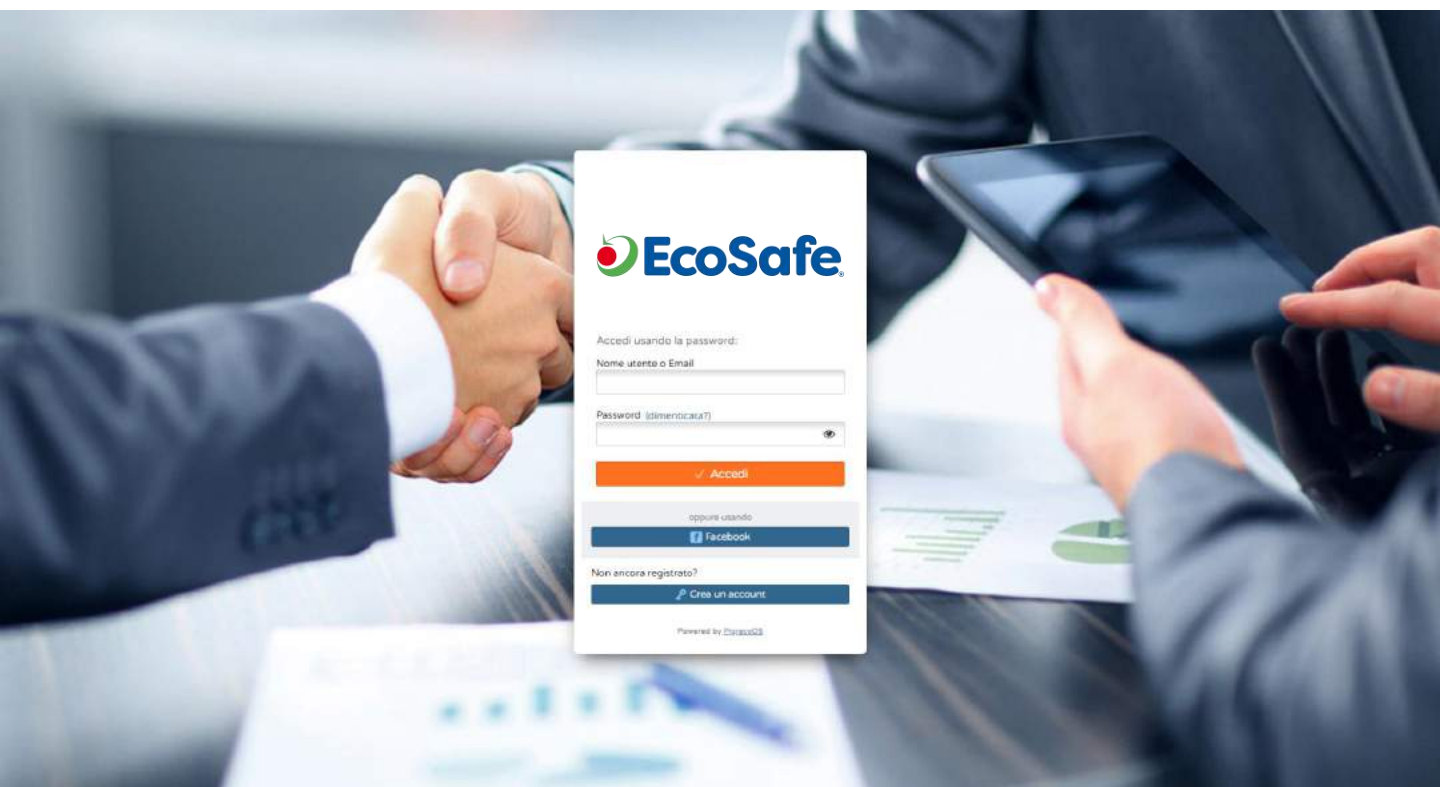 EcoSafe
Accedi usando la password:
Nome utente o Email
Password (dimenticata?)
Accedi
oppure usando
f Facebook
Non ancora registrato?
Crea un account
Powered by